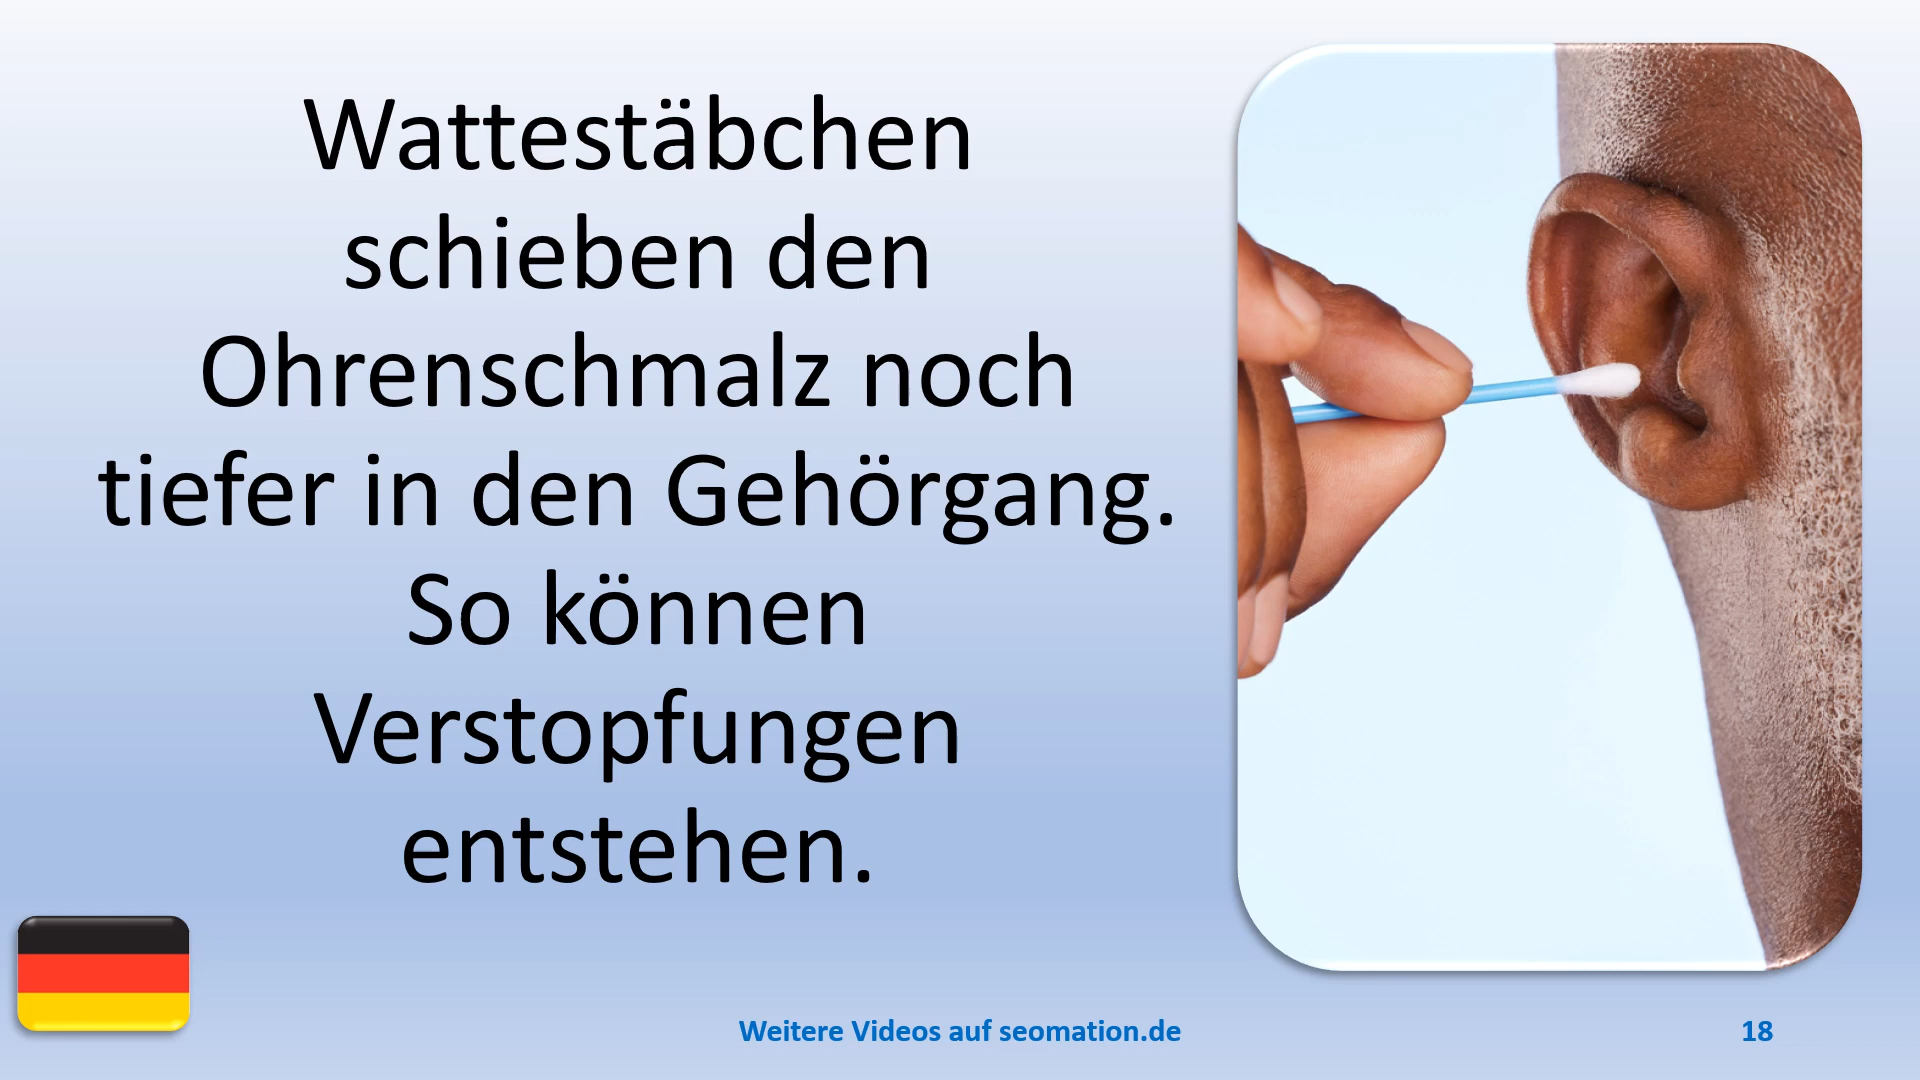 Wattestäbchen
schieben den
Ohrenschmalz noch
tiefer in den Gehörgang.
So können
Verstopfungen
entstehen.
Weitere Videos auf seomation.de
18